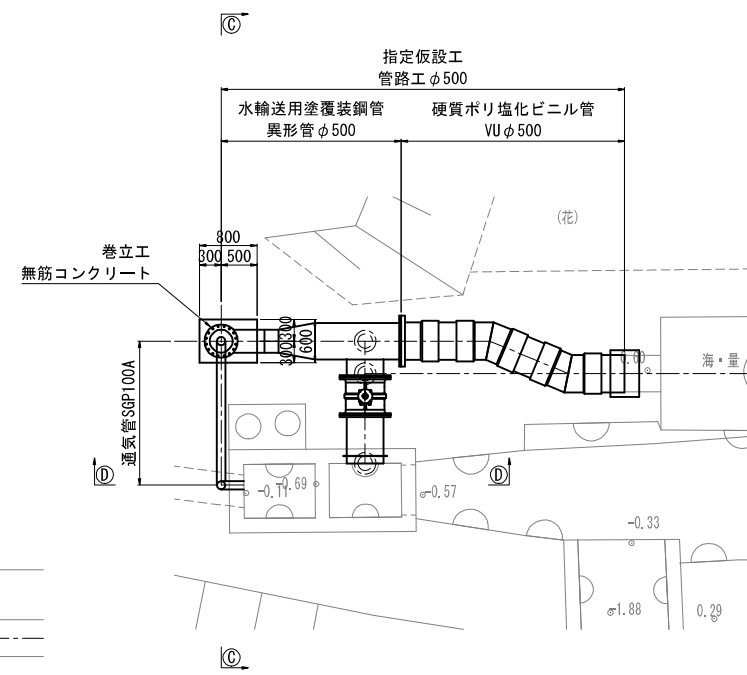 Ⓒ
指定仮設工
管路工φ500
水輸送用塗覆装鋼管
異形管φ500
硬質ポリ塩化ビニル管
VUφ500
(花)
800
300 500
巻立工
無筋コンクリート
300 300
600
通気管SGP100A
0.60
海・量
Ⓓ
Ⓓ
-0.11
-0.69
-0.57
-0.33
-1.88
0.29
Ⓒ